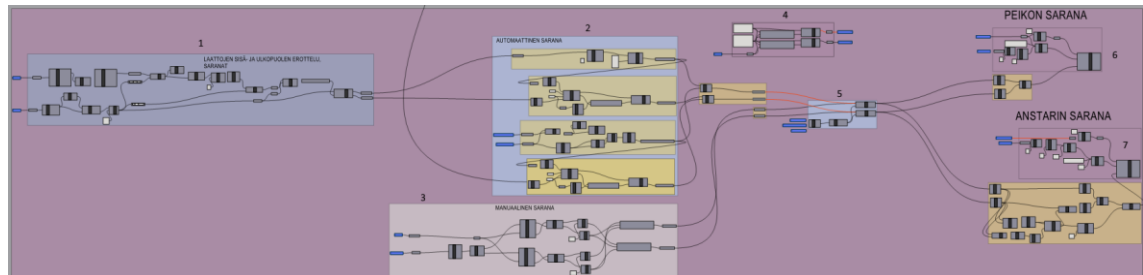 1
LAATTOJEN SISÄ- JA ULKOPUOLEN EROTTELU,
SARANAT
2
AUTOMAATTINEN SARANA
3
MANUAALINEN SARANA
4
5
PEIKON SARANA
6
ANSTARIN SARANA
7